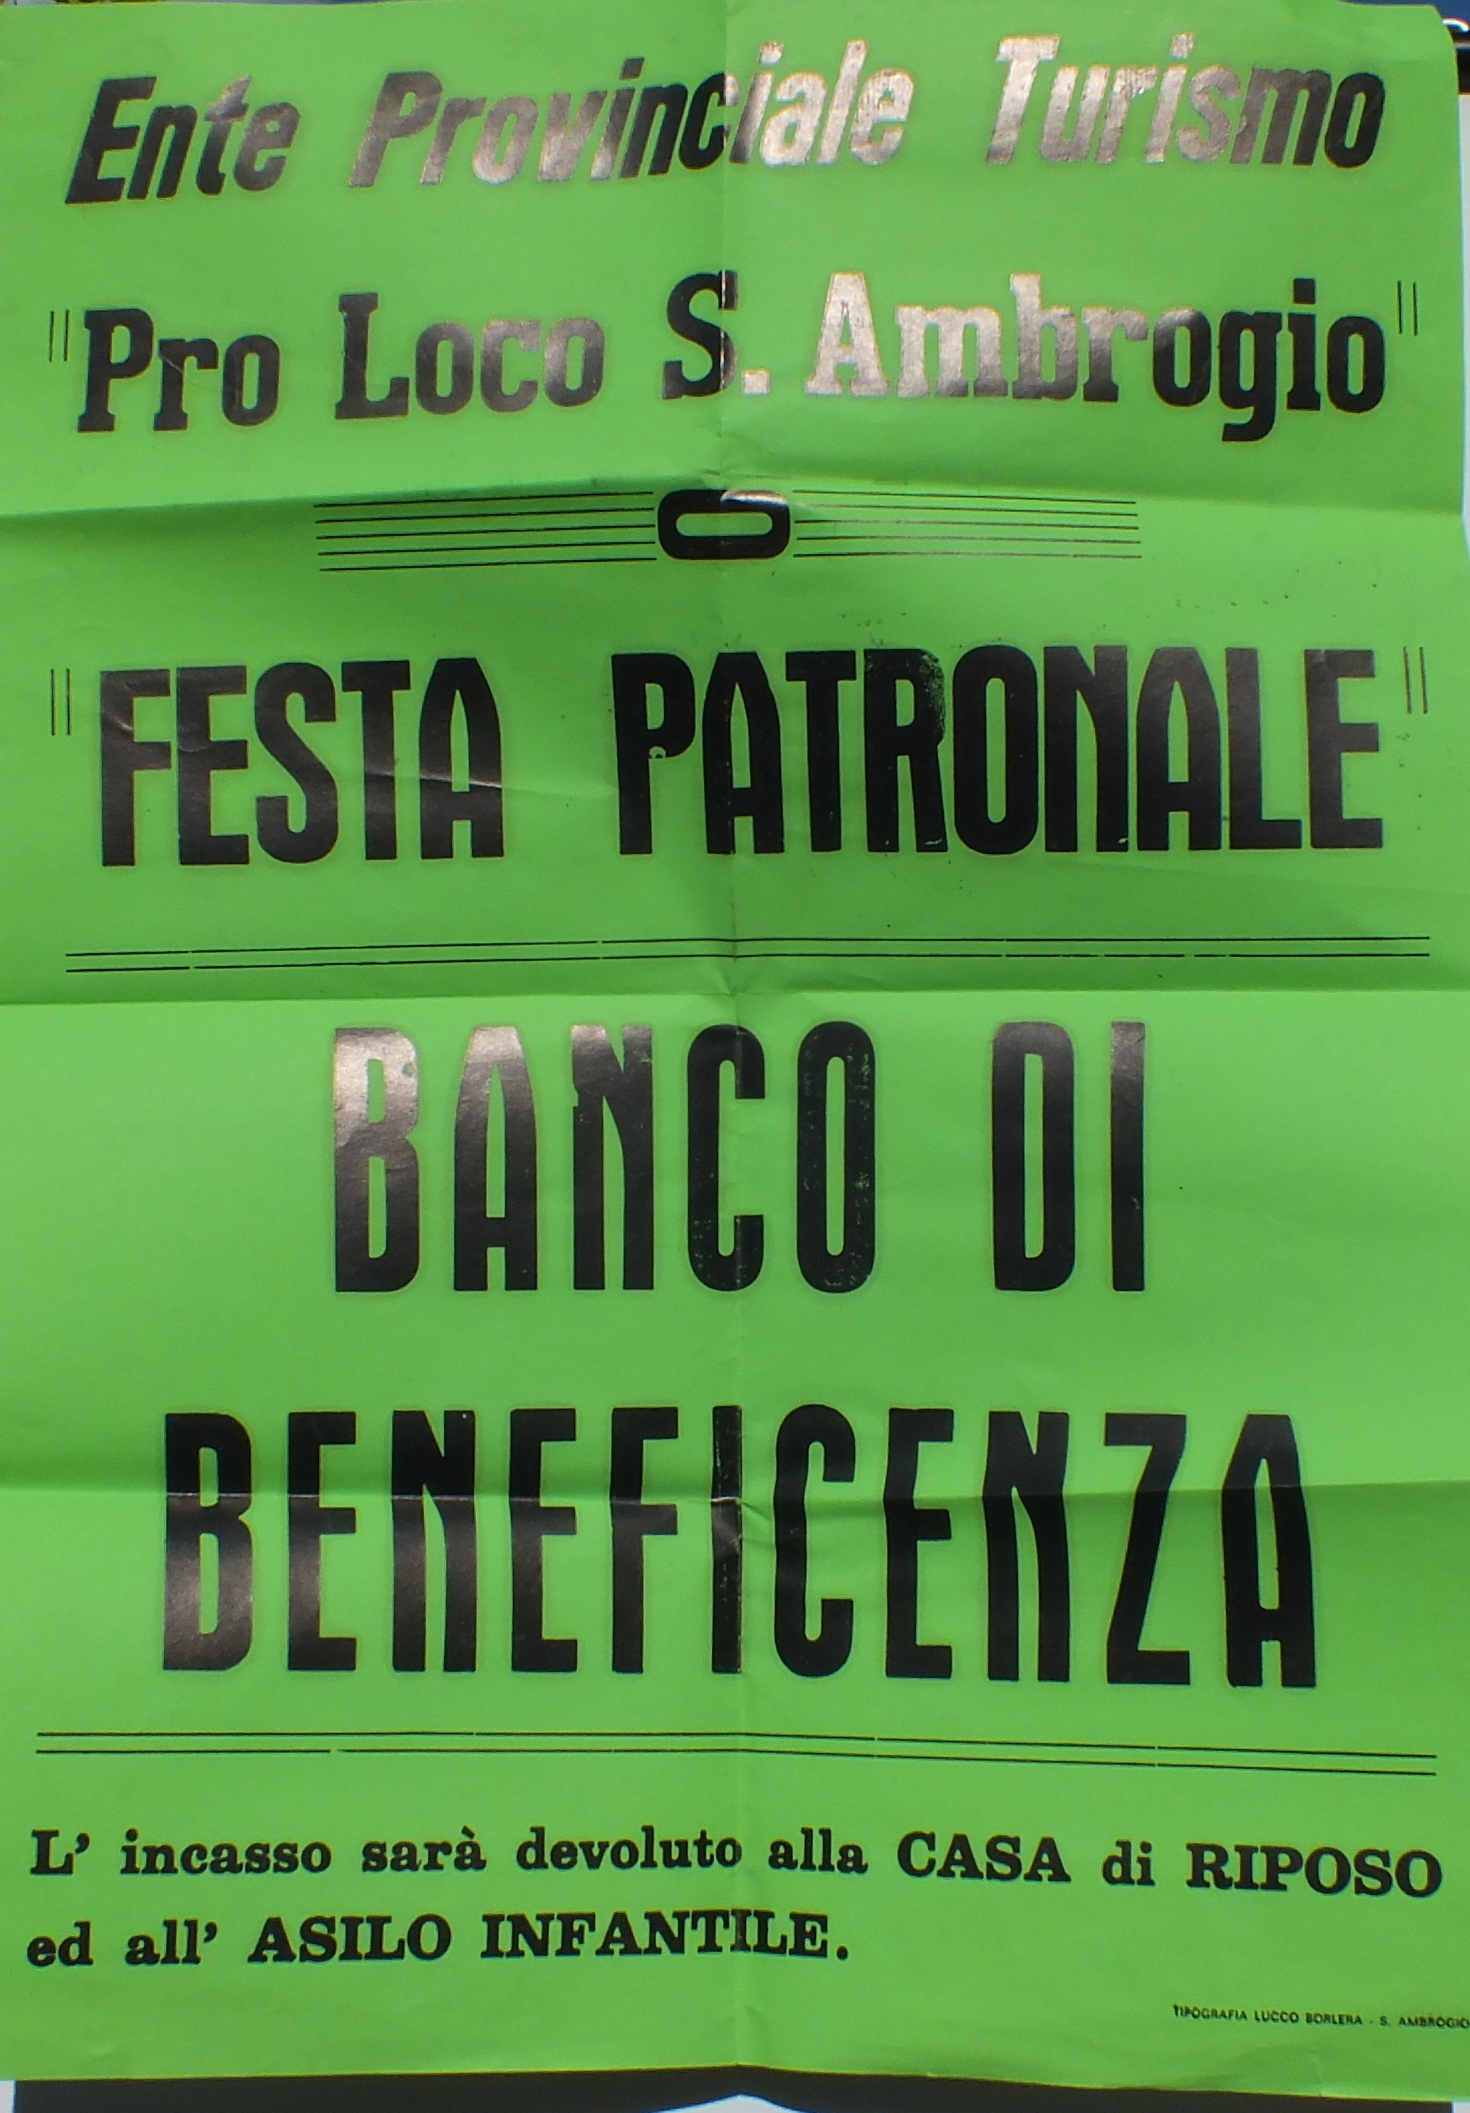 Ente Provinciale Turismo
"Pro Loco S. Ambrogio"
"FESTA PATRONALE"
BANCO DI
BENEFICENZA
L' incasso sarà devoluto alla CASA di RIPOSO
ed all' ASILO INFANTILE.
TIPOGRAFIA LUCCO BORLERA - S. AMBROGIO